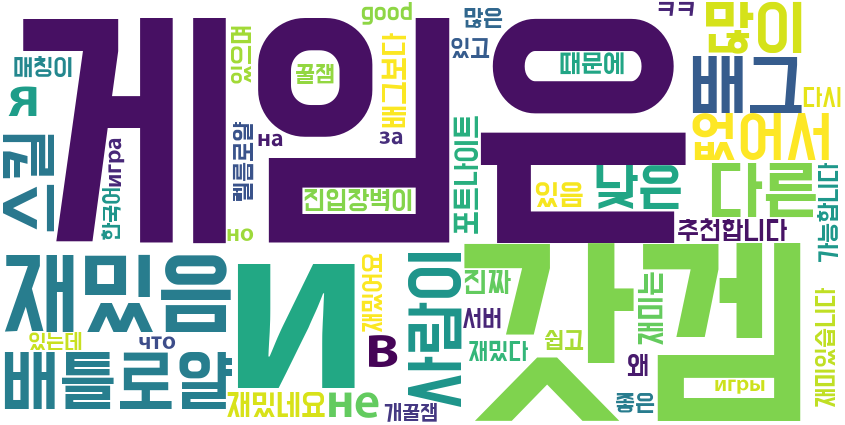 게임은
갓겜
И
재밌음
배틀로얄
스킬
я
매칭이
있어
꿀잼
배그보다
good
많은
있고
때문에
ㅋㅋ
많이
배그
다시
없어서
다른
낮은
있음
포트나이트
за
на
펠름로얄
진입장벽이
но
игра
한국어
추천합니다
가능합니다
사람이
재밌어여
진짜
서버
재밌다
쉽고
재미는
왜
игры
좋은
재미있습니다
в
не
개꿀잼
재밌네요
что
있는데